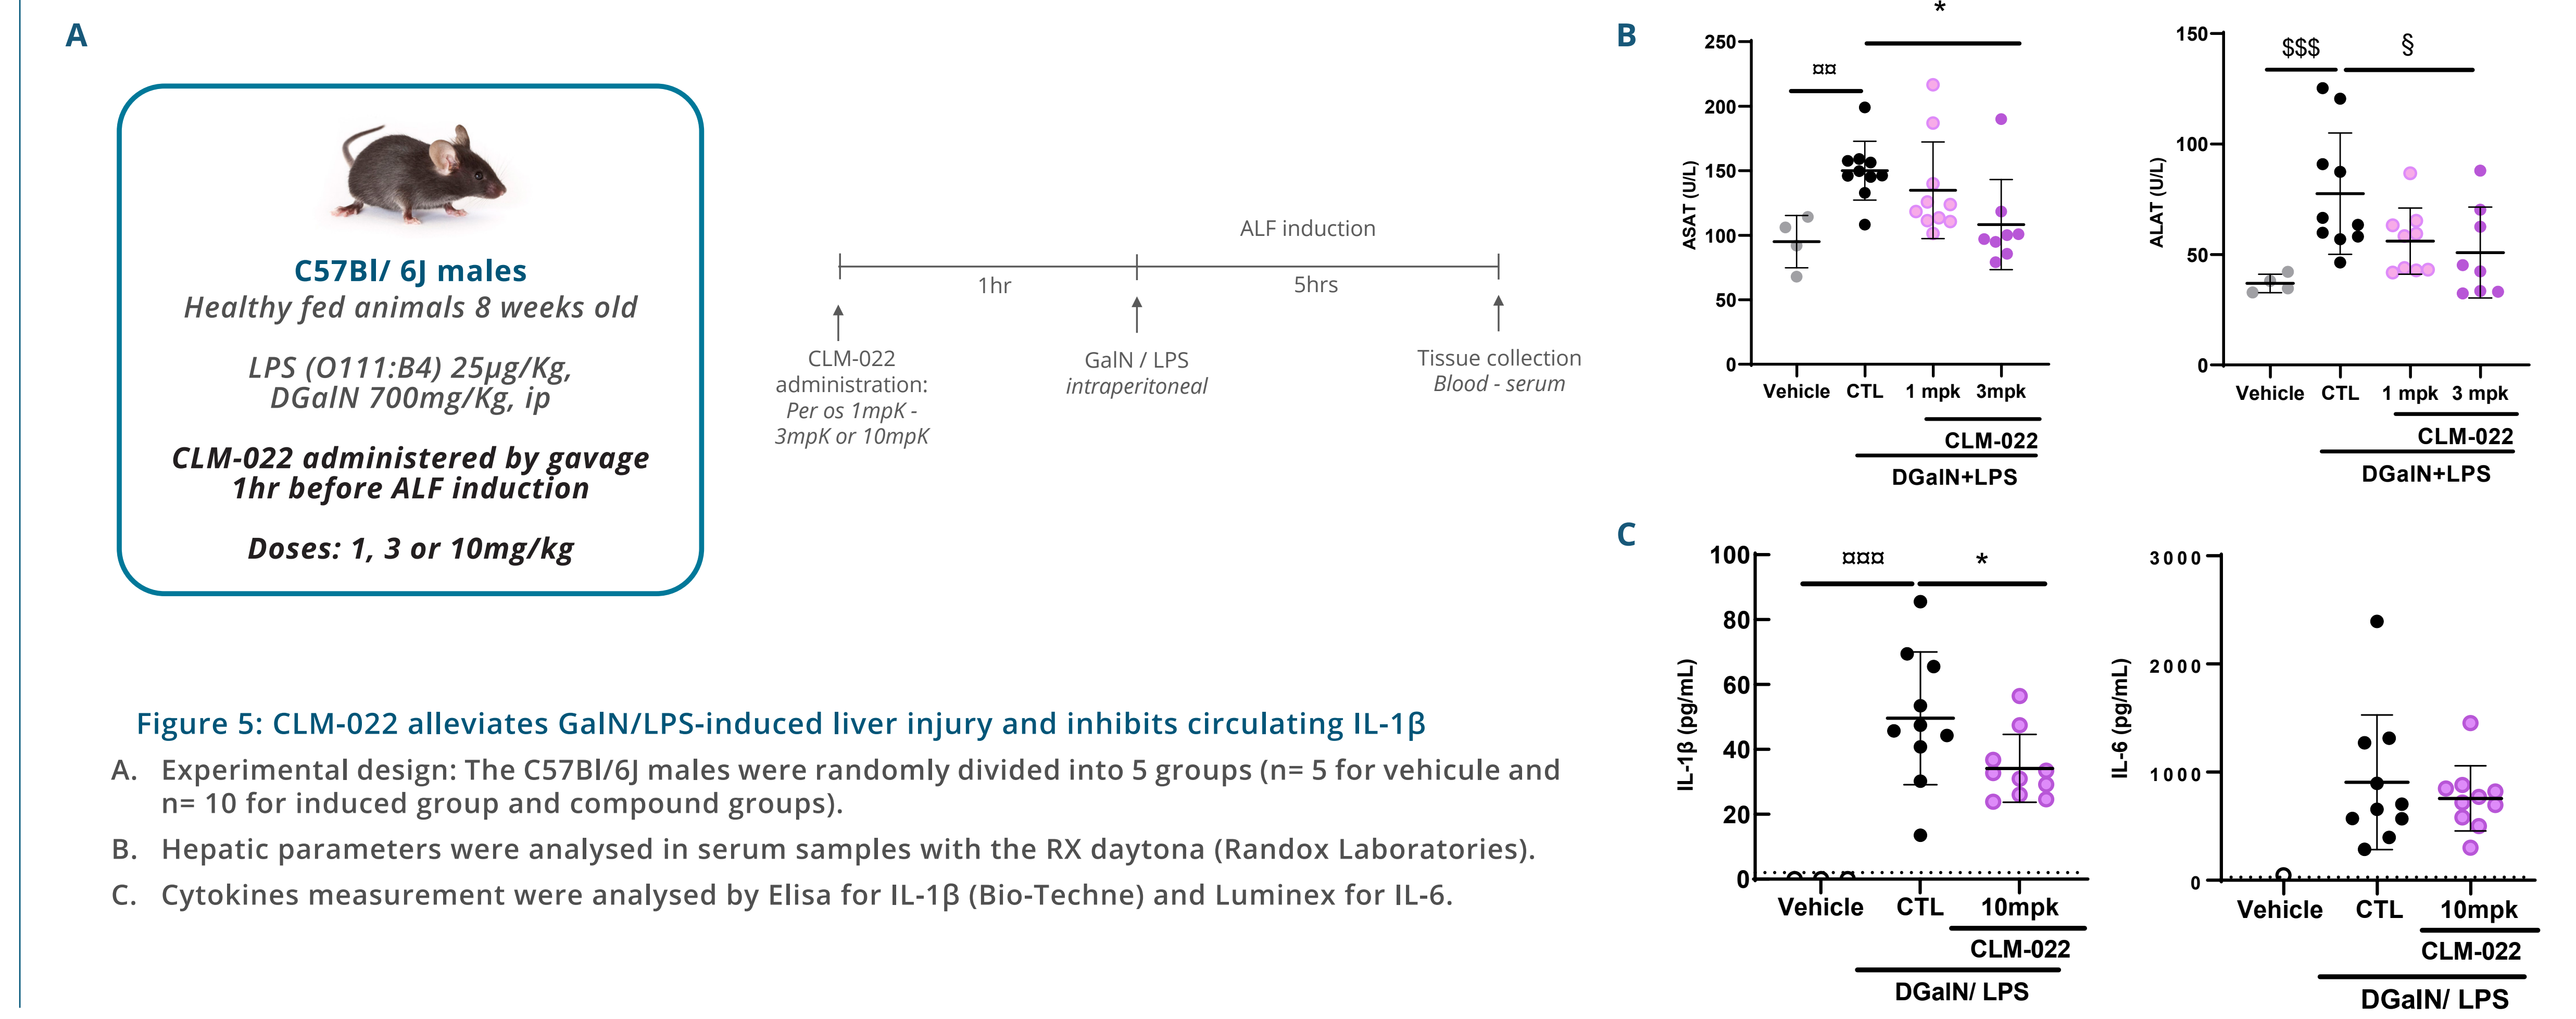 A
C57Bl/ 6J males
Healthy fed animals 8 weeks old
LPS (O111:B4) 25µg/Kg,
DGalN 700mg/Kg, ip
CLM-022 administered by gavage
1hr before ALF induction
Doses: 1, 3 or 10mg/kg
ALF induction
1hr
5hrs
CLM-022
administration:
Per os 1mpK -
3mpK or 10mpK
GalN / LPS
intraperitoneal
Tissue collection
Blood - serum
Figure 5: CLM-022 alleviates GalN/LPS-induced liver injury and inhibits circulating IL-1β
A. Experimental design: The C57Bl/6J males were randomly divided into 5 groups (n= 5 for vehicule and
n= 10 for induced group and compound groups).
B. Hepatic parameters were analysed in serum samples with the RX daytona (Randox Laboratories).
C. Cytokines measurement were analysed by Elisa for IL-1β (Bio-Techne) and Luminex for IL-6.
B
*
¤¤
250
200
150
100
50
0
ASAT (U/L)
Vehicle CTL 1 mpk 3mpk
CLM-022
DGalN+LPS
$$$ §
150
100
50
0
ALAT (U/L)
Vehicle CTL 1 mpk 3 mpk
CLM-022
DGalN+LPS
C
¤¤¤ *
100
80
60
40
20
0
IL-1β (pg/mL)
Vehicle CTL 10mpk
CLM-022
DGalN/ LPS
3000
2000
1000
0
IL-6 (pg/mL)
Vehicle CTL 10mpk
CLM-022
DGalN/ LPS